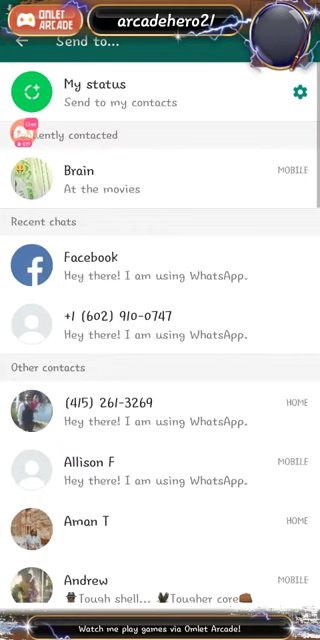 OMLET
ARCADE
arcadehero21
Send to...
My status
Send to my contacts
Frequently contacted
Brain
MOBILE
At the movies
Recent chats
Facebook
Hey there! I am using WhatsApp.
+1 (602) 910-0747
Hey there! I am using WhatsApp.
Other contacts
(415) 261-3269
HOME
Hey there! I am using WhatsApp.
Allison F
MOBILE
Hey there! I am using WhatsApp.
Aman T
HOME
Andrew
MOBILE
Tough shell... Tougher core
Watch me play games via Omlet Arcade!